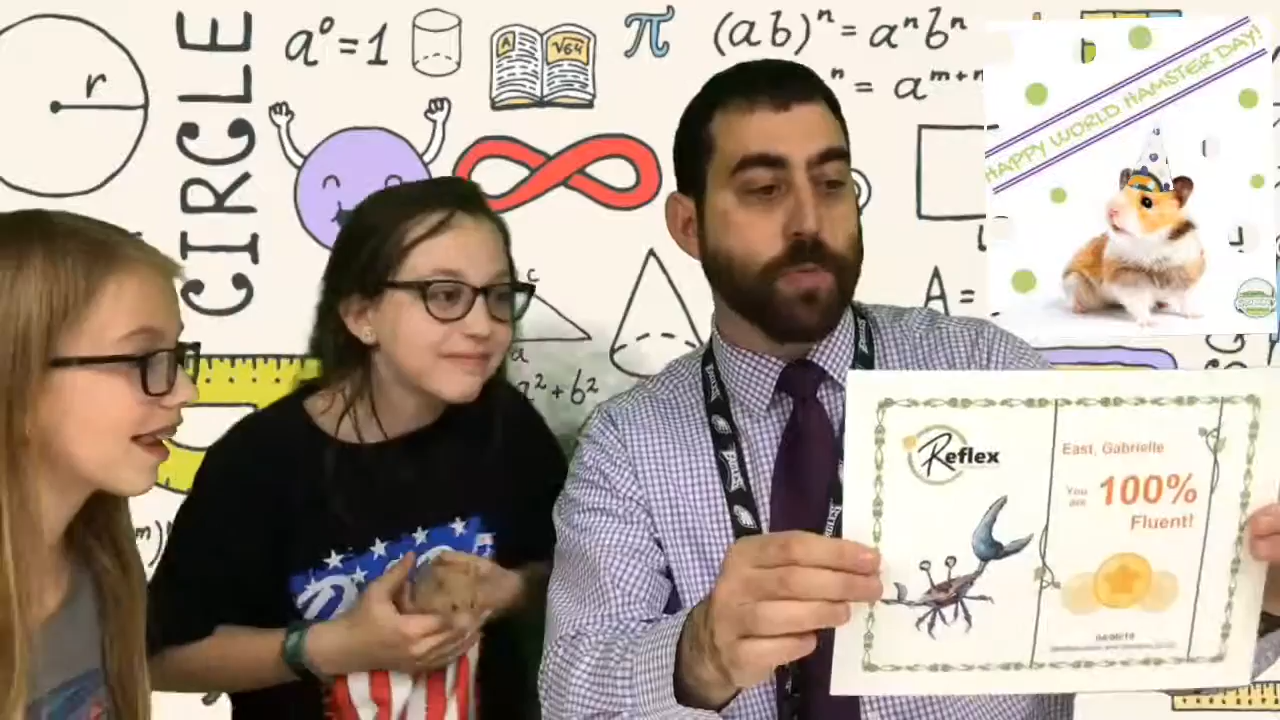 r
CIRCLE
a⁰=1
A
√64
π
(ab)ⁿ = aⁿbⁿ
ⁿ = aᵐ⁺ⁿ
HAPPY WORLD HAMSTER DAY!
c
a
a² + b²
A =
Reflex
East, Gabrielle
You are 100%
Fluent!